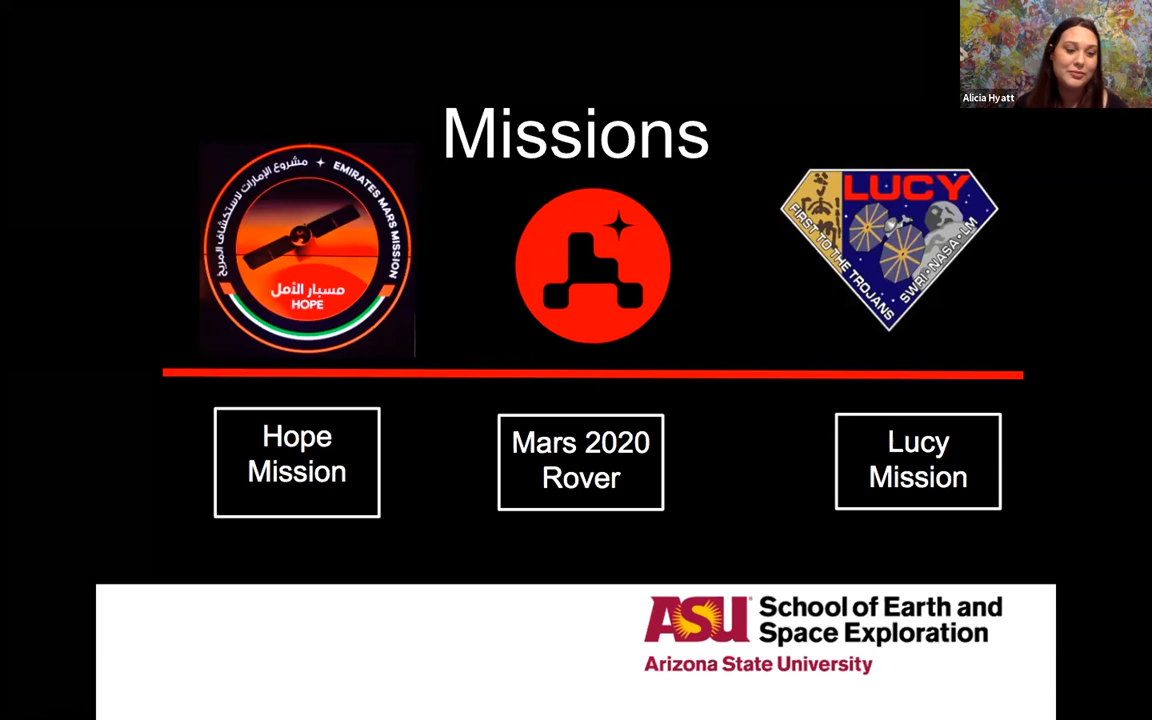 Alicia Hyatt
Missions
مشروع الإمارات لاستكشاف المريخ
EMIRATES MARS MISSION
مسبار الأمل
HOPE
LUCY
FIRST TO THE TROJANS
SWRI•NASA•LM
Hope
Mission
Mars 2020
Rover
Lucy
Mission
ASU
School of Earth and
Space Exploration
Arizona State University